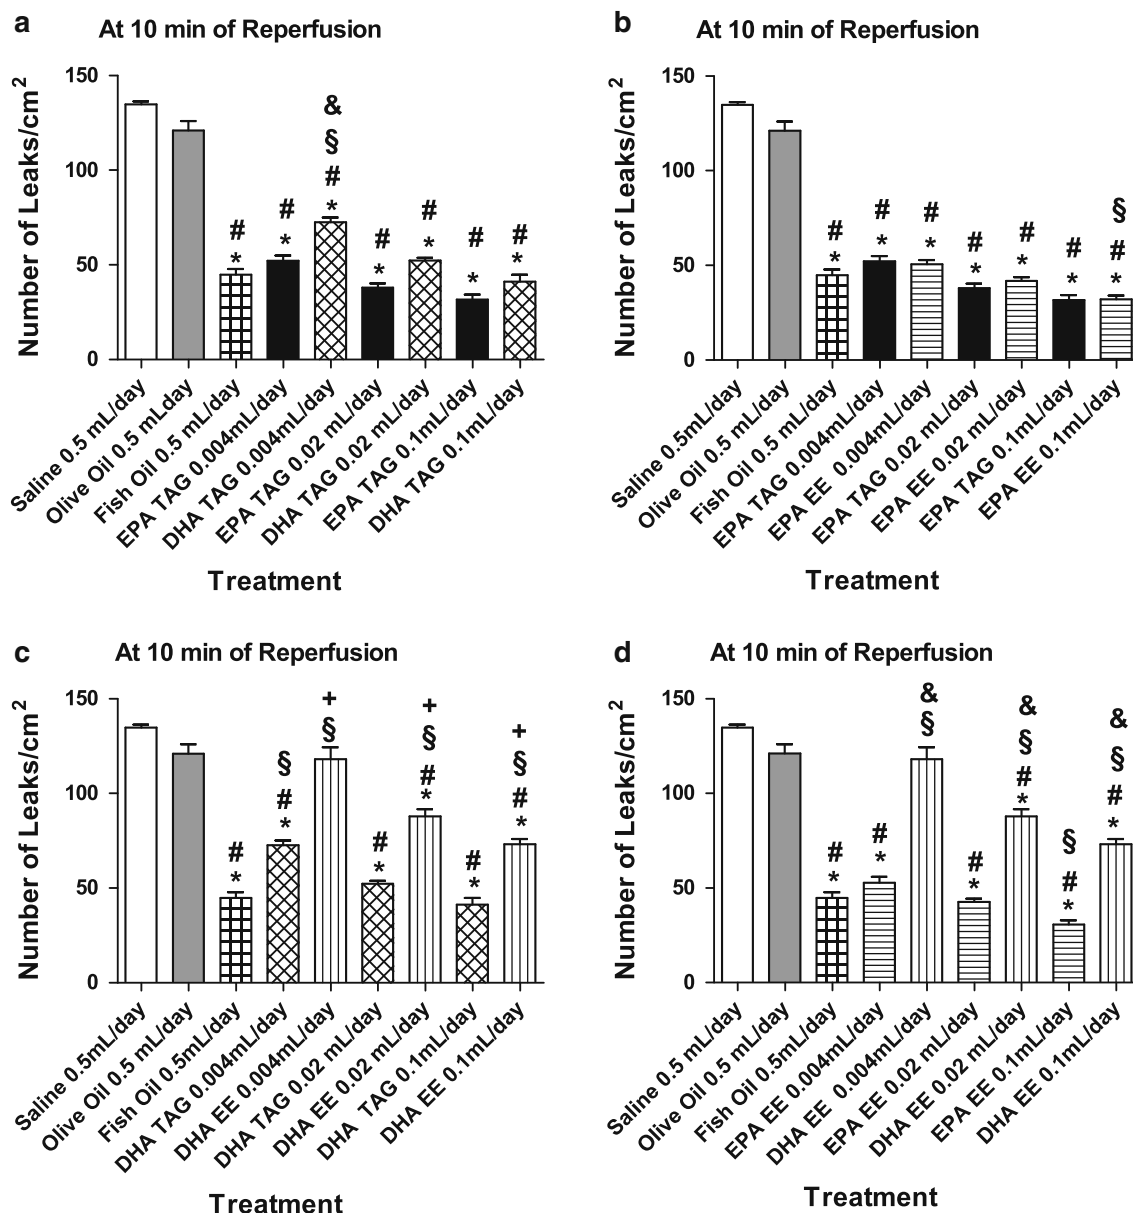 a
At 10 min of Reperfusion
Number of Leaks/cm2
150
100
50
0
&
§
#
*
#
*
#
*
#
*
#
*
#
*
#
*
Saline 0.5 mL/day
Olive Oil 0.5 mLday
Fish Oil 0.5 mL/day
EPA TAG 0.004mL/day
DHA TAG 0.004mL/day
EPA TAG 0.02 mL/day
DHA TAG 0.02 mL/day
EPA TAG 0.1mL/day
DHA TAG 0.1mL/day
Treatment
b
At 10 min of Reperfusion
Number of Leaks/cm2
150
100
50
0
#
*
#
*
#
*
#
*
#
*
#
*
§
#
*
Saline 0.5mL/day
Olive Oil 0.5 mL/day
Fish Oil 0.5 mL/day
EPA TAG 0.004mL/day
EPA EE 0.004mL/day
EPA TAG 0.02 mL/day
EPA EE 0.02 mL/day
EPA TAG 0.1mL/day
EPA EE 0.1mL/day
Treatment
c
At 10 min of Reperfusion
Number of Leaks/cm2
150
100
50
0
#
*
§
#
*
+
§
#
*
+
§
#
*
#
*
+
§
#
*
Saline 0.5mL/day
Olive Oil 0.5 mL/day
Fish Oil 0.5mL/day
DHA TAG 0.004mL/day
DHA EE 0.004mL/day
DHA TAG 0.02 mL/day
DHA EE 0.02 mL/day
DHA TAG 0.1mL/day
DHA EE 0.1mL/day
Treatment
d
At 10 min of Reperfusion
Number of Leaks/cm2
150
100
50
0
#
*
#
*
&
§
#
*
&
§
#
*
§
#
*
&
§
#
*
Saline 0.5 mL/day
Olive Oil 0.5 mL/day
Fish Oil 0.5mL/day
EPA EE 0.004mL/day
DHA EE 0.004mL/day
EPA EE 0.02 mL/day
DHA EE 0.02 mL/day
EPA EE 0.1mL/day
DHA EE 0.1mL/day
Treatment